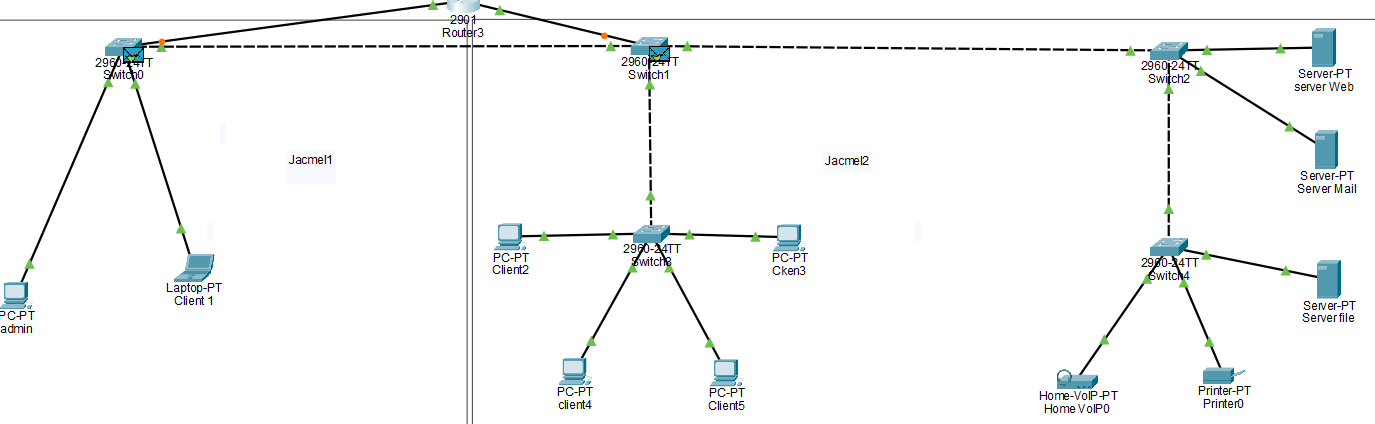 2901
Router3
2960-24TT
Switch0
2960-24TT
Switch1
2960-24TT
Switch2
Server-PT
server Web
Jacmel1
Jacmel2
Server-PT
Server Mail
PC-PT
Client2
2960-24TT
Switch3
PC-PT
Cken3
2960-24TT
Switch4
Laptop-PT
Client 1
PC-PT
admin
Server-PT
Server file
PC-PT
client4
PC-PT
Client5
Home-VoIP-PT
Home VoIP0
Printer-PT
Printer0